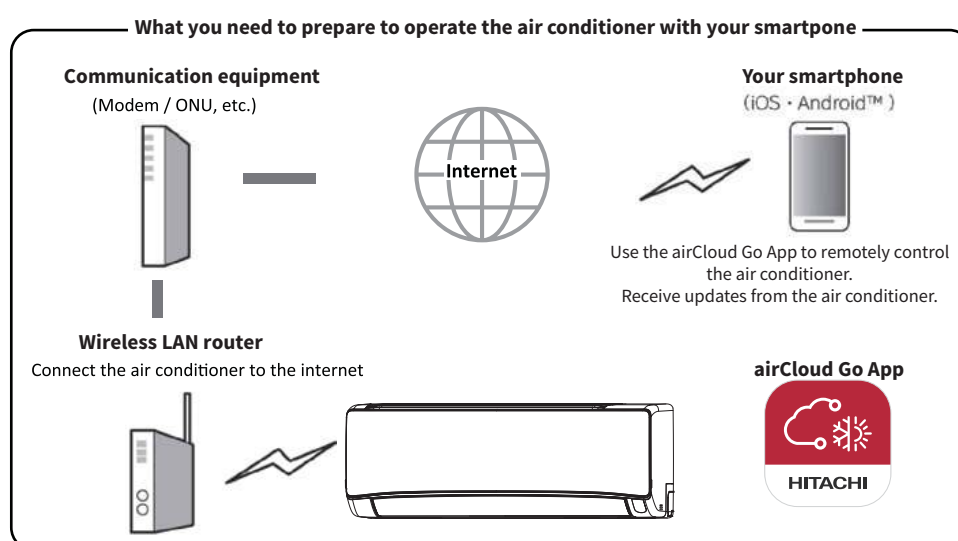 What you need to prepare to operate the air conditioner with your smartpone
Communication equipment
(Modem / ONU, etc.)
Internet
Your smartphone
(iOS・Android™ )
Use the airCloud Go App to remotely control
the air conditioner.
Receive updates from the air conditioner.
Wireless LAN router
Connect the air conditioner to the internet
airCloud Go App
HITACHI